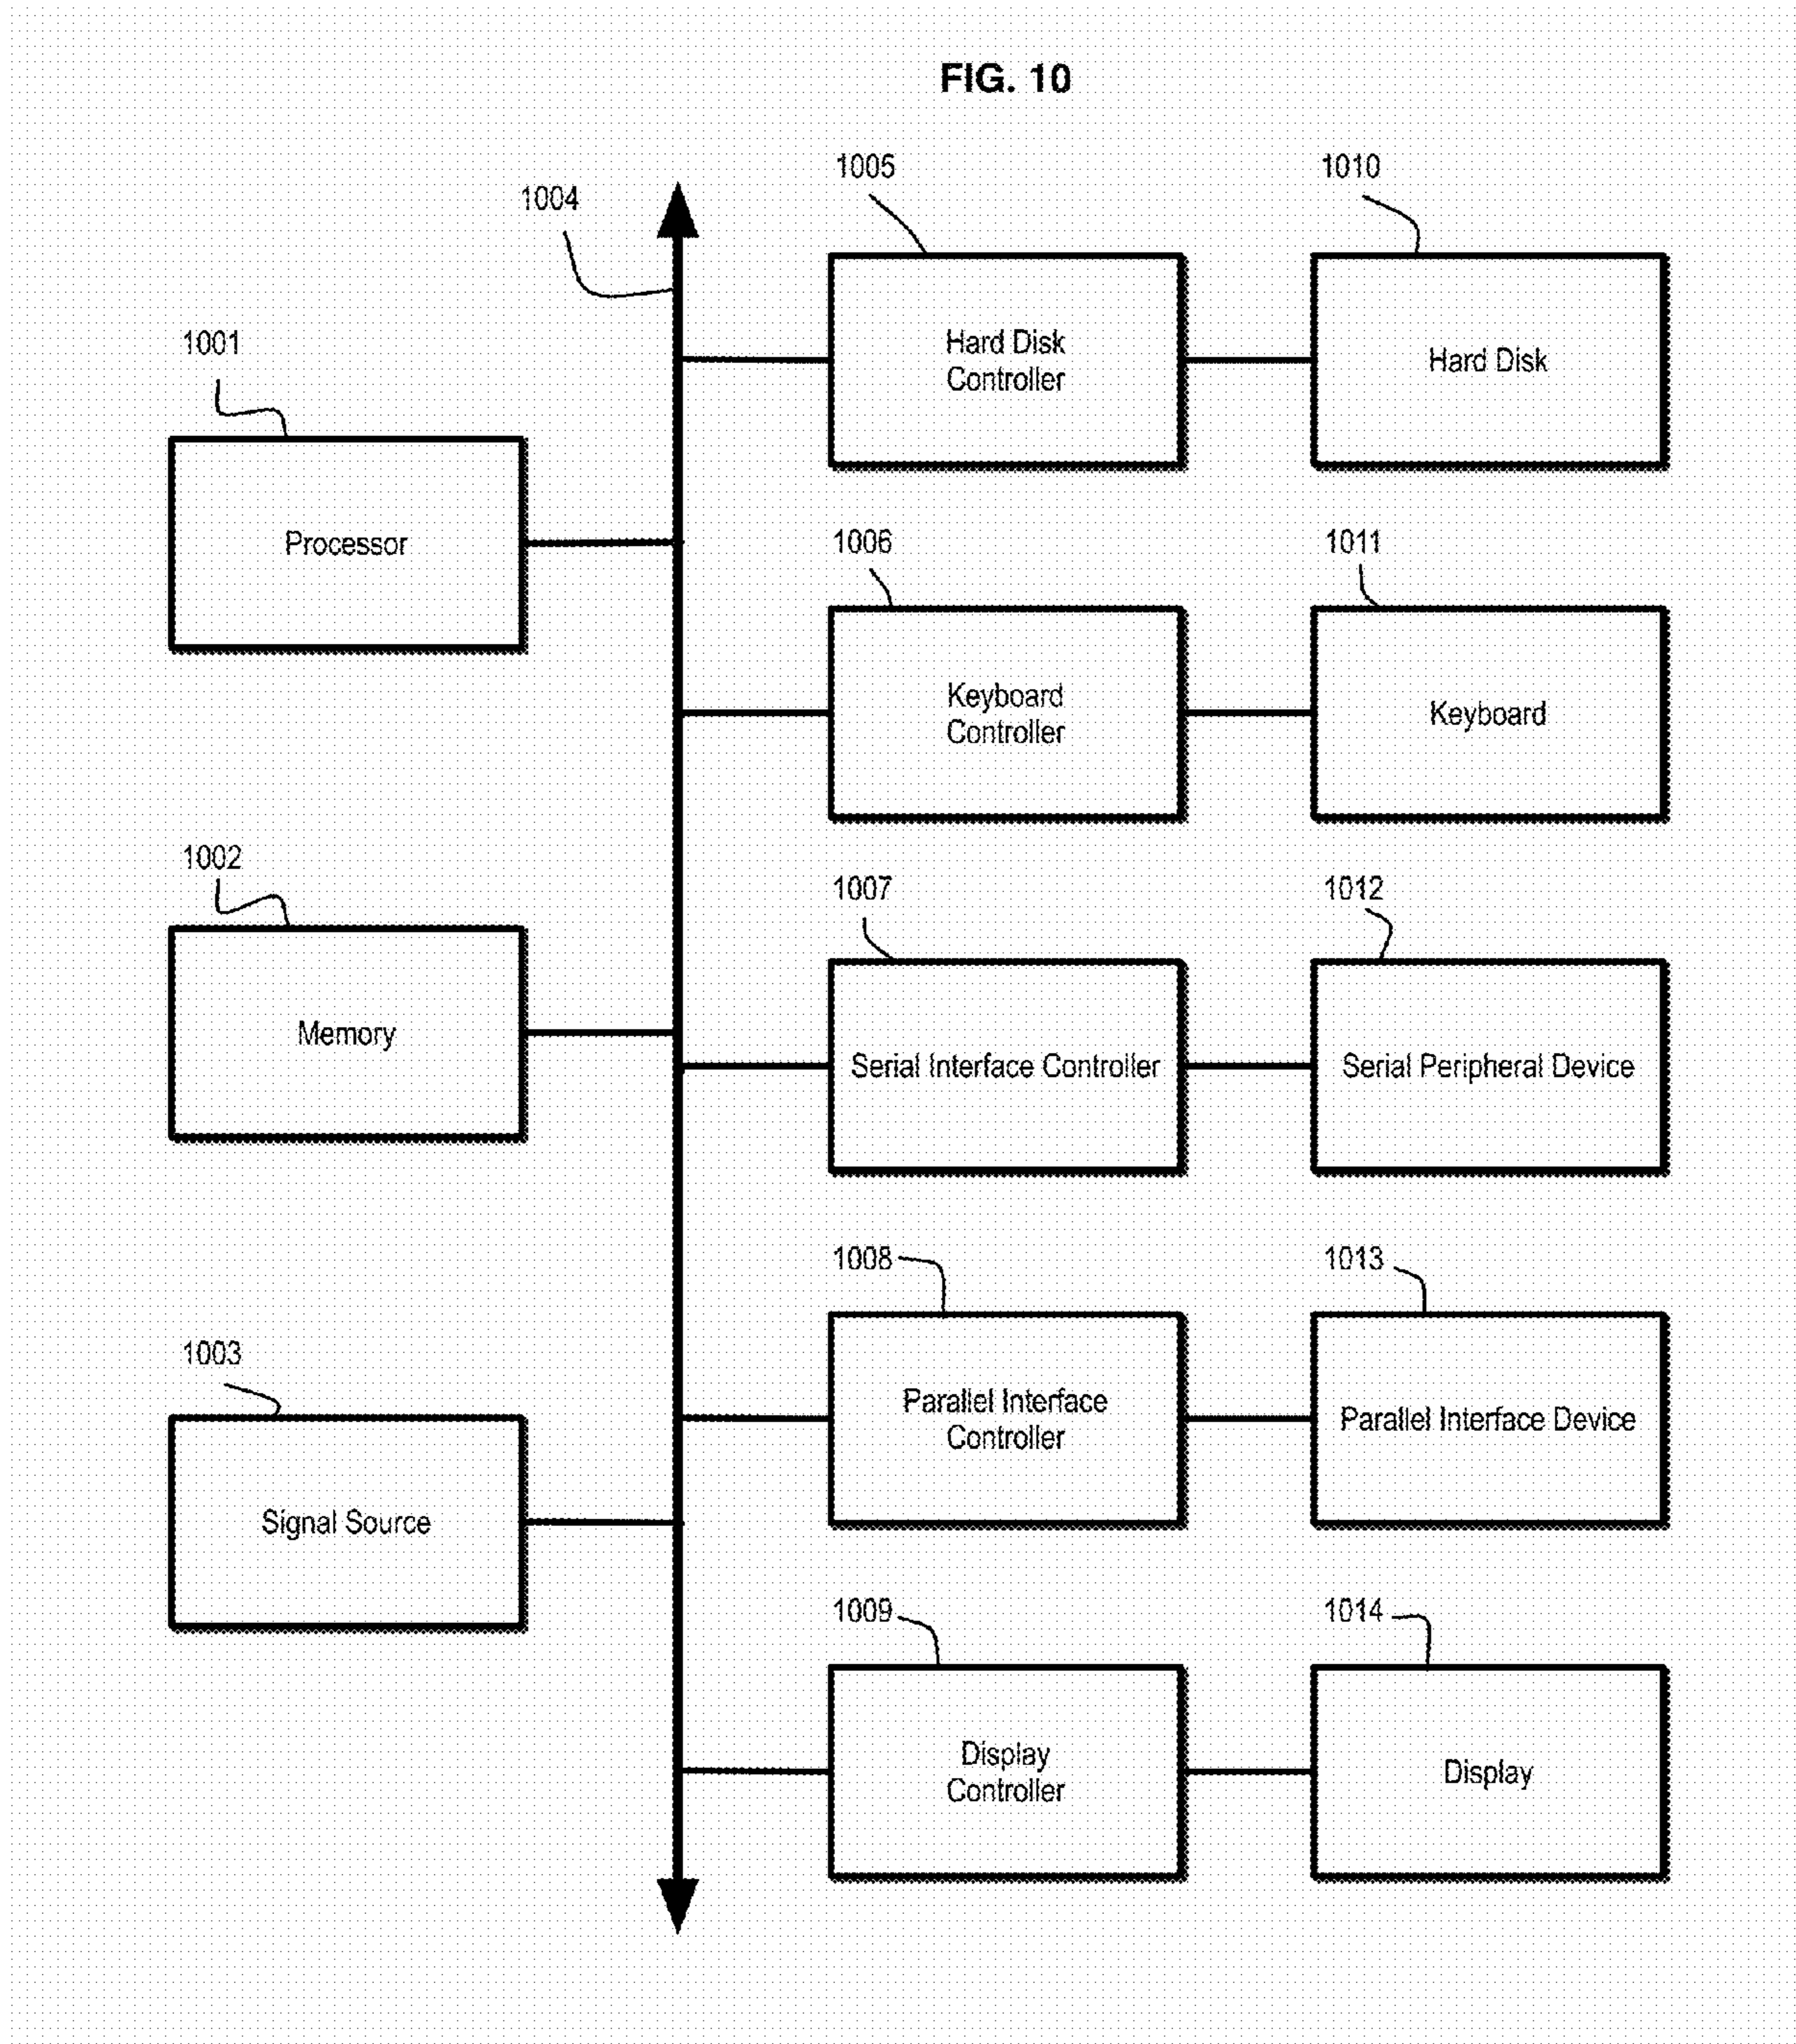 FIG. 10
1004
1005
1010
Hard Disk
Controller
Hard Disk
1001
Processor
1006
1011
Keyboard
Controller
Keyboard
1002
Memory
1007
1012
Serial Interface Controller
Serial Peripheral Device
1008
1013
Parallel Interface
Controller
Parallel Interface Device
1003
Signal Source
1009
1014
Display
Controller
Display